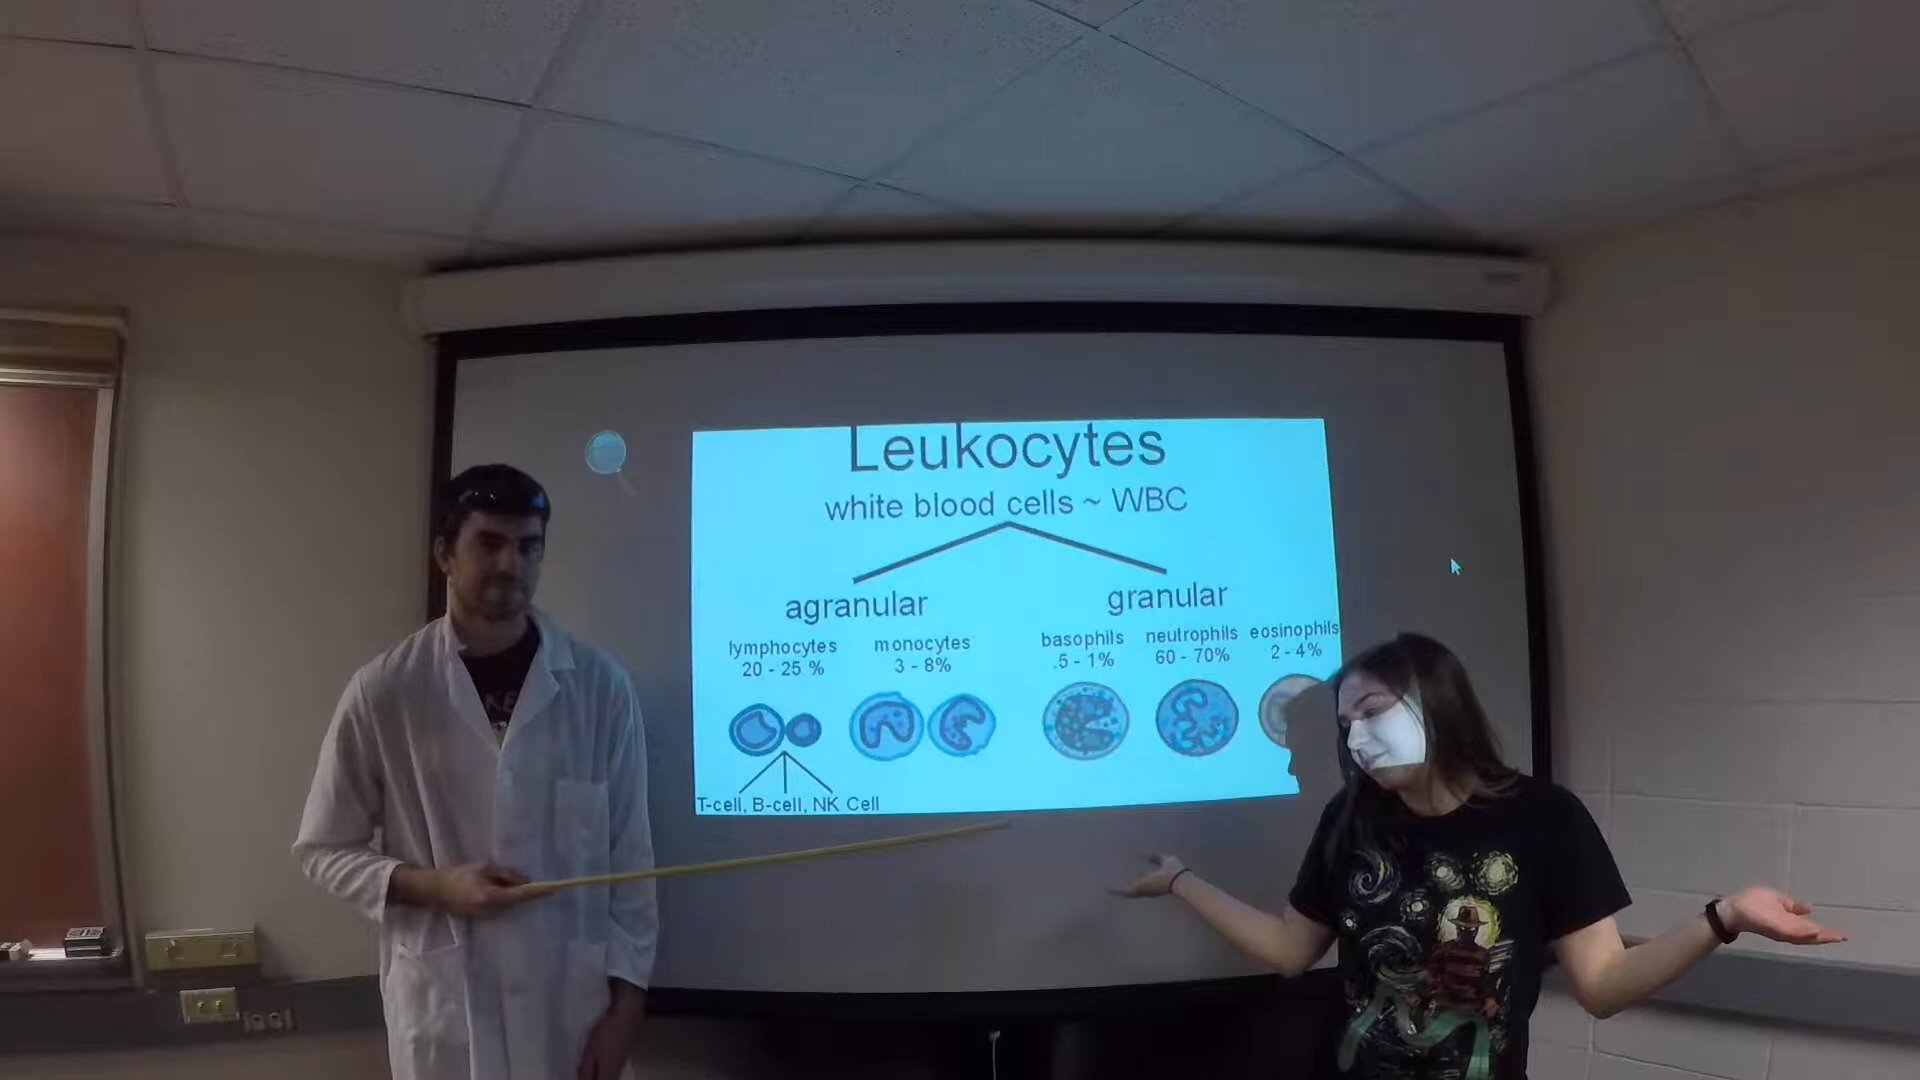 Leukocytes
white blood cells ~ WBC
agranular
granular
lymphocytes
20 - 25 %
monocytes
3 - 8%
basophils
.5 - 1%
neutrophils
60 - 70%
eosinophils
2 - 4%
T-cell, B-cell, NK Cell